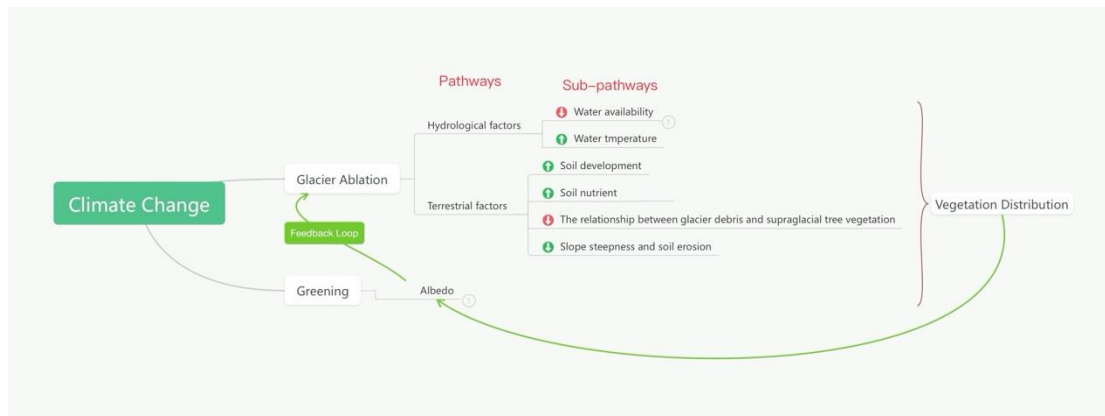 Pathways
Sub-pathways
Water availability
1
Hydrological factors
Water tmperature
Glacier Ablation
Soil development
Soil nutrient
Climate Change
Terrestrial factors
The relationship between glacier debris and supraglacial tree vegetation
Vegetation Distribution
Feedback Loop
Slope steepness and soil erosion
Greening
Albedo
1